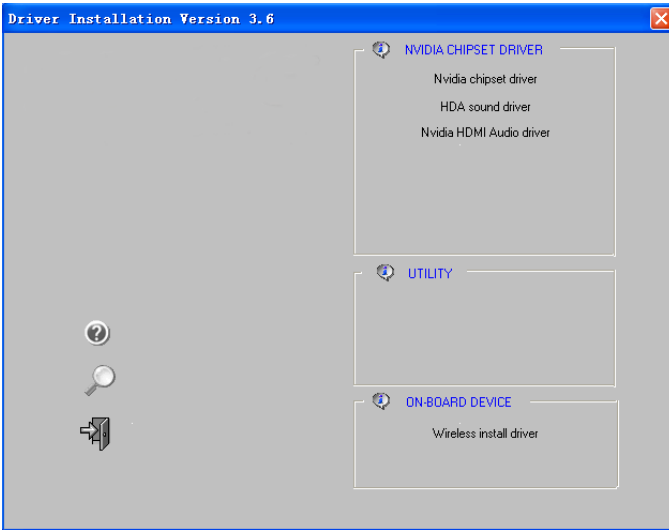 Driver Installation Version 3.6
NVIDIA CHIPSET DRIVER
Nvidia chipset driver
HDA sound driver
Nvidia HDMI Audio driver
UTILITY
ON-BOARD DEVICE
Wireless install driver